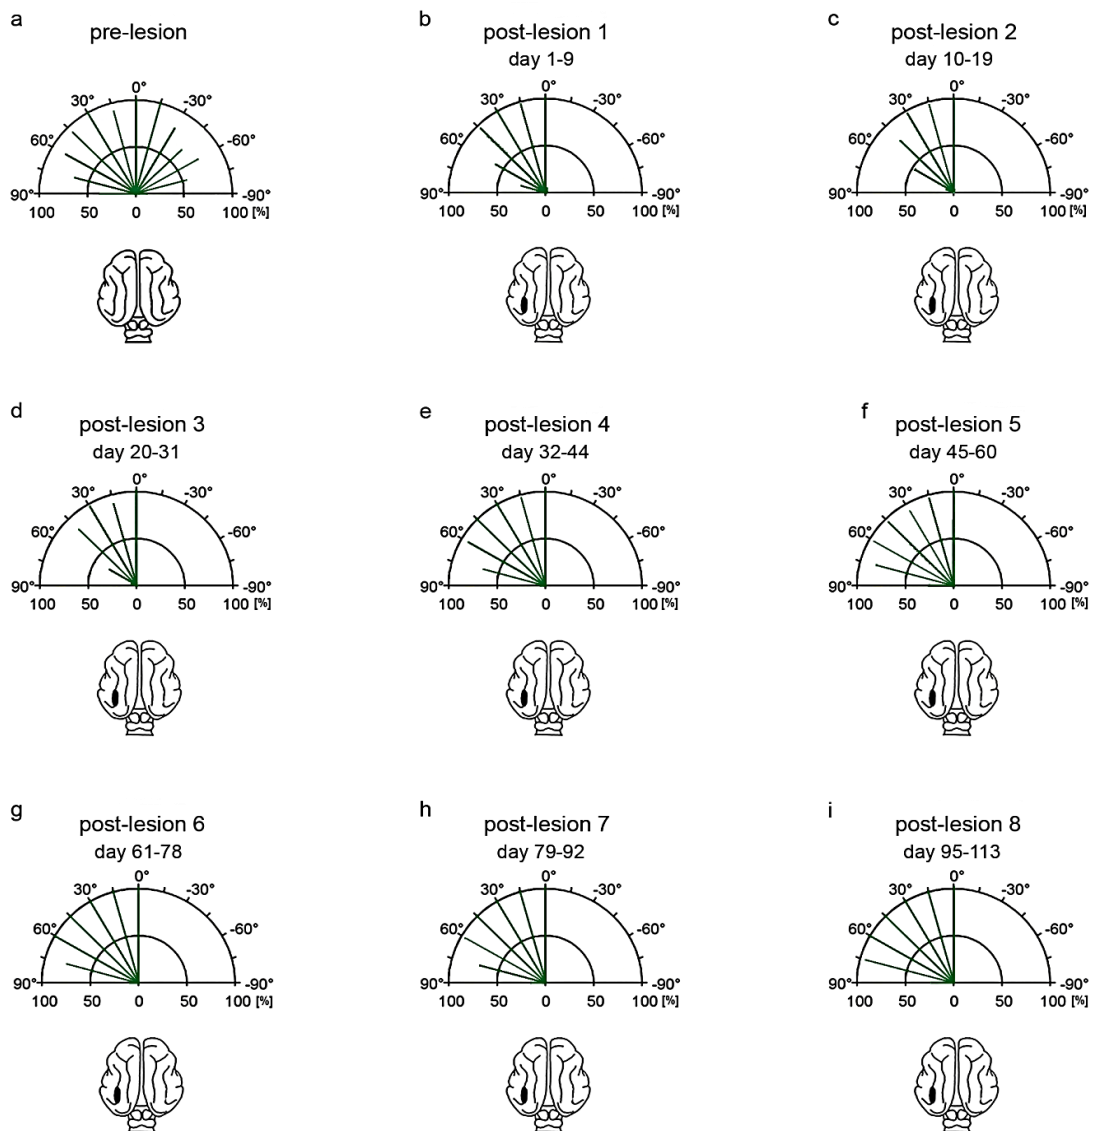 a b c
pre-lesion post-lesion 1 post-lesion 2
day 1-9 day 10-19
0° 0° 0°
30° -30° 30° -30° 30° -30°
60° -60° 60° -60° 60° -60°
90° -90° 90° -90° 90° -90°
100 50 0 50 100 [%] 100 50 0 50 100 [%] 100 50 0 50 100 [%]
d e f
post-lesion 3 post-lesion 4 post-lesion 5
day 20-31 day 32-44 day 45-60
0° 0° 0°
30° -30° 30° -30° 30° -30°
60° -60° 60° -60° 60° -60°
90° -90° 90° -90° 90° -90°
100 50 0 50 100 [%] 100 50 0 50 100 [%] 100 50 0 50 100 [%]
g h i
post-lesion 6 post-lesion 7 post-lesion 8
day 61-78 day 79-92 day 95-113
0° 0° 0°
30° -30° 30° -30° 30° -30°
60° -60° 60° -60° 60° -60°
90° -90° 90° -90° 90° -90°
100 50 0 50 100 [%] 100 50 0 50 100 [%] 100 50 0 50 100 [%]